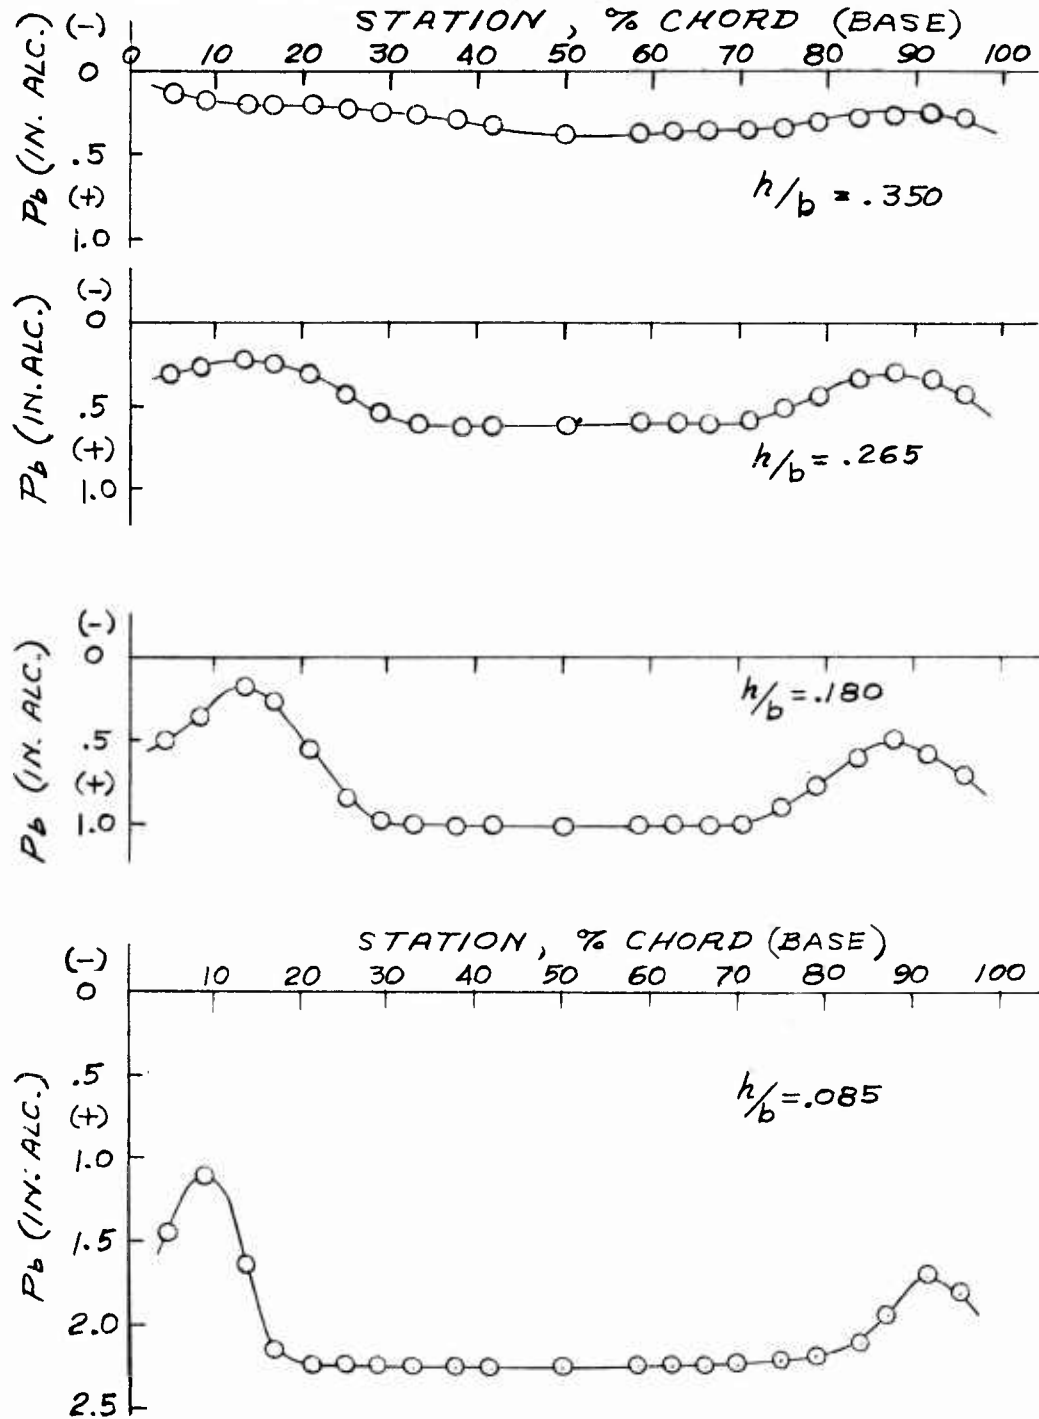 STATION, % CHORD (BASE)
0 10 20 30 40 50 60 70 80 90 100
Pb (IN. ALC.)
(-)
0
.5
(+)
1.0
h/b = .350
Pb (IN. ALC.)
(-)
0
.5
(+)
1.0
h/b = .265
Pb (IN. ALC.)
(-)
0
.5
(+)
1.0
h/b = .180
STATION, % CHORD (BASE)
10 20 30 40 50 60 70 80 90 100
Pb (IN. ALC.)
(-)
0
.5
(+)
1.0
1.5
2.0
2.5
h/b = .085